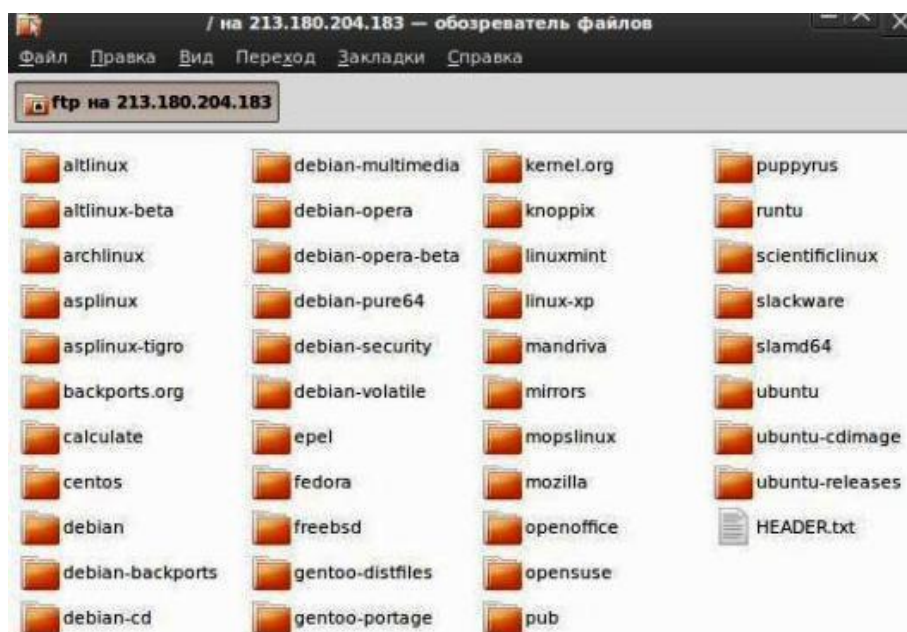 / на 213.180.204.183 — обозреватель файлов
Файл Правка Вид Переход Закладки Справка
ftp на 213.180.204.183
altlinux
altlinux-beta
archlinux
asplinux
asplinux-tigro
backports.org
calculate
centos
debian
debian-backports
debian-cd
debian-multimedia
debian-opera
debian-opera-beta
debian-pure64
debian-security
debian-volatile
epel
fedora
freebsd
gentoo-distfiles
gentoo-portage
kernel.org
knoppix
linuxmint
linux-xp
mandriva
mirrors
mopslinux
mozilla
openoffice
opensuse
pub
puppyrus
runtu
scientificlinux
slackware
slamd64
ubuntu
ubuntu-cdimage
ubuntu-releases
HEADER.txt